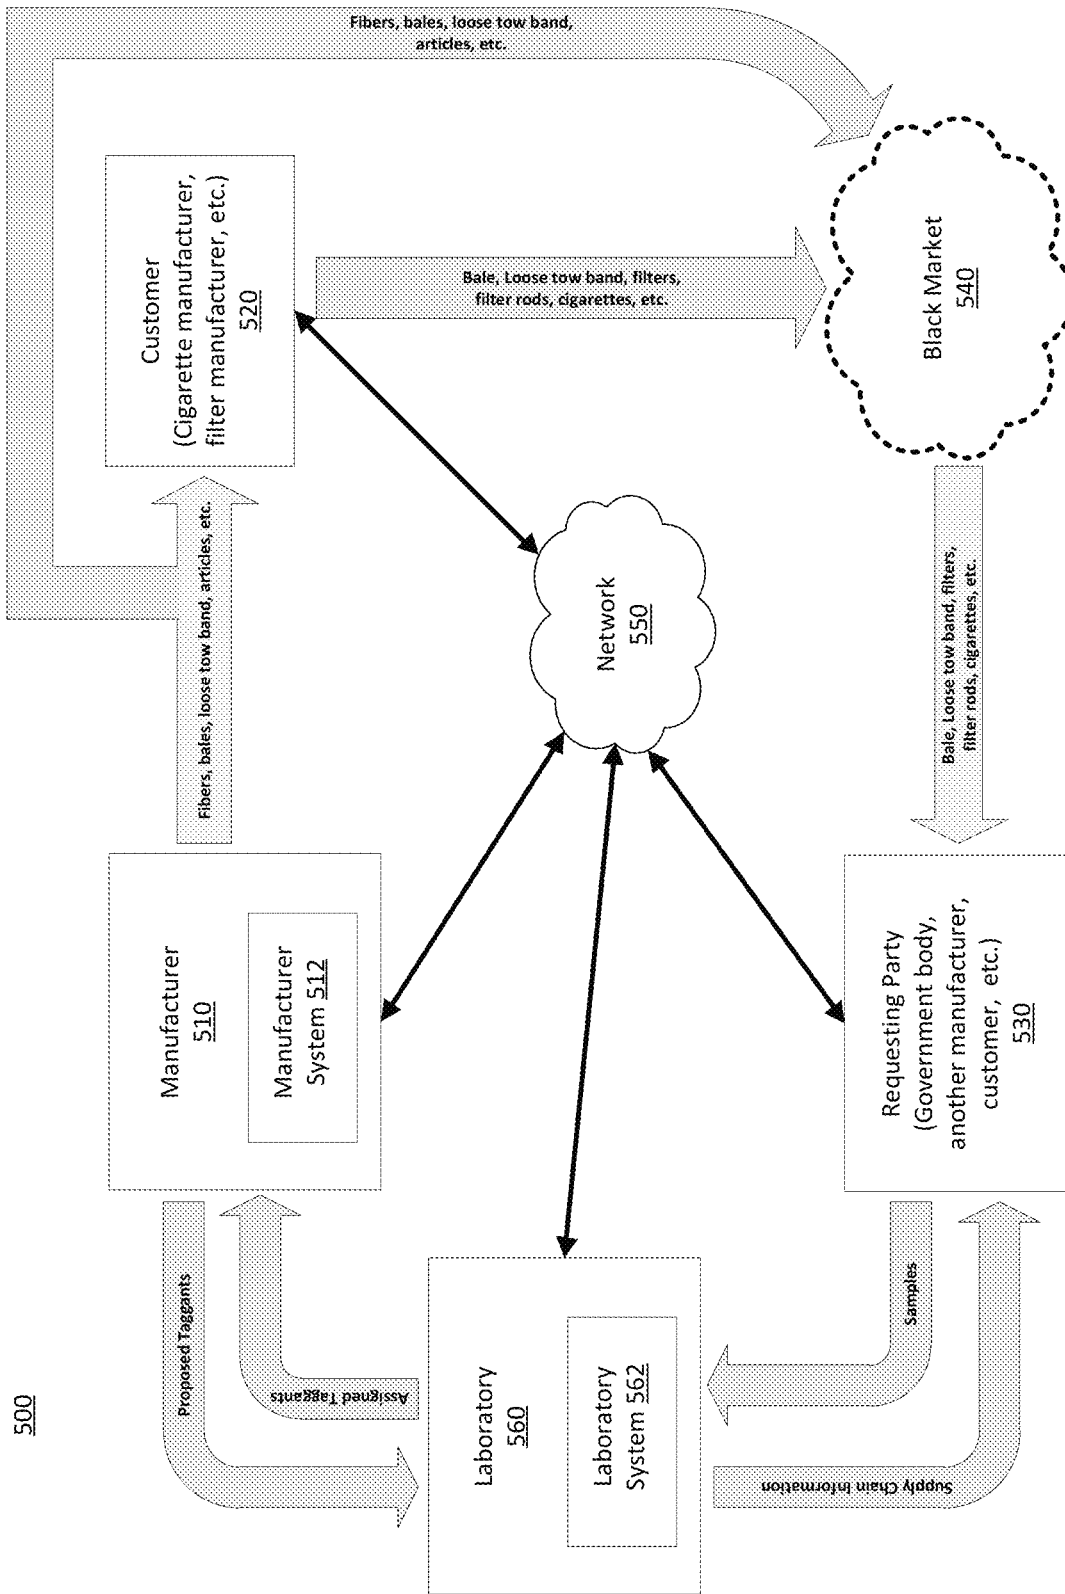 500
Proposed Taggants
Assigned Taggants
Manufacturer
510
Manufacturer
System 512
Fibers, bales, loose tow band, articles, etc.
Fibers, bales, loose tow band,
articles, etc.
Customer
(Cigarette manufacturer,
filter manufacturer, etc.)
520
Laboratory
560
Laboratory
System 562
Network
550
Bale, Loose tow band, filters,
filter rods, cigarettes, etc.
Samples
Supply Chain Information
Requesting Party
(Government body,
another manufacturer,
customer, etc.)
530
Bale, Loose tow band, filters,
filter rods, cigarettes, etc.
Black Market
540